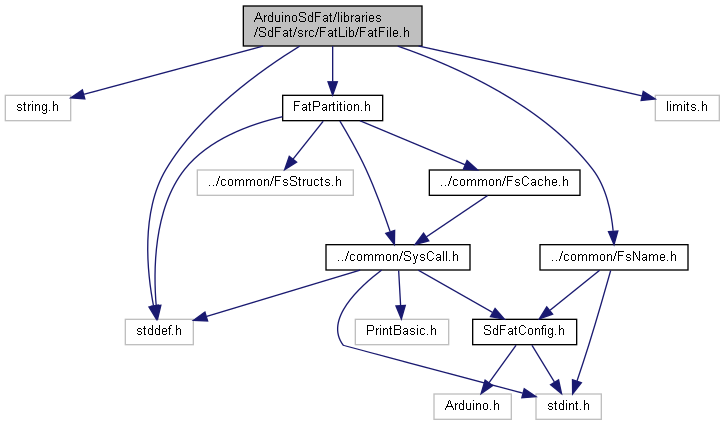 ArduinoSdFat/libraries
/SdFat/src/FatLib/FatFile.h
string.h
FatPartition.h
limits.h
../common/FsStructs.h
../common/FsCache.h
../common/SysCall.h
../common/FsName.h
stddef.h
PrintBasic.h
SdFatConfig.h
Arduino.h
stdint.h